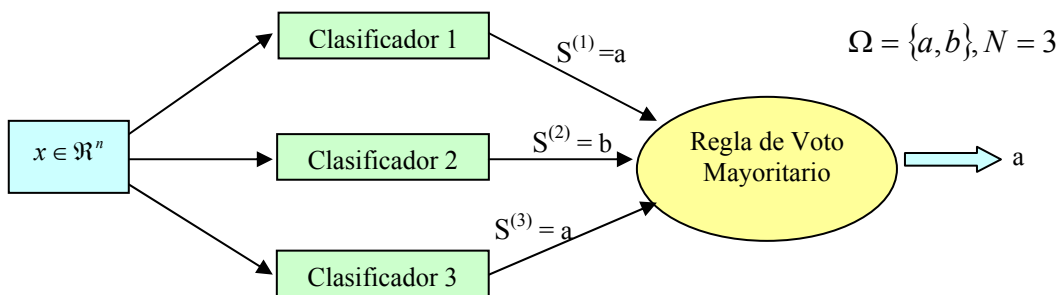 Clasificador 1
S^(1) =a
Ω = {a, b}, N = 3
x ∈ ℜ^n
Clasificador 2
S^(2) = b
Regla de Voto
Mayoritario
a
S^(3) = a
Clasificador 3